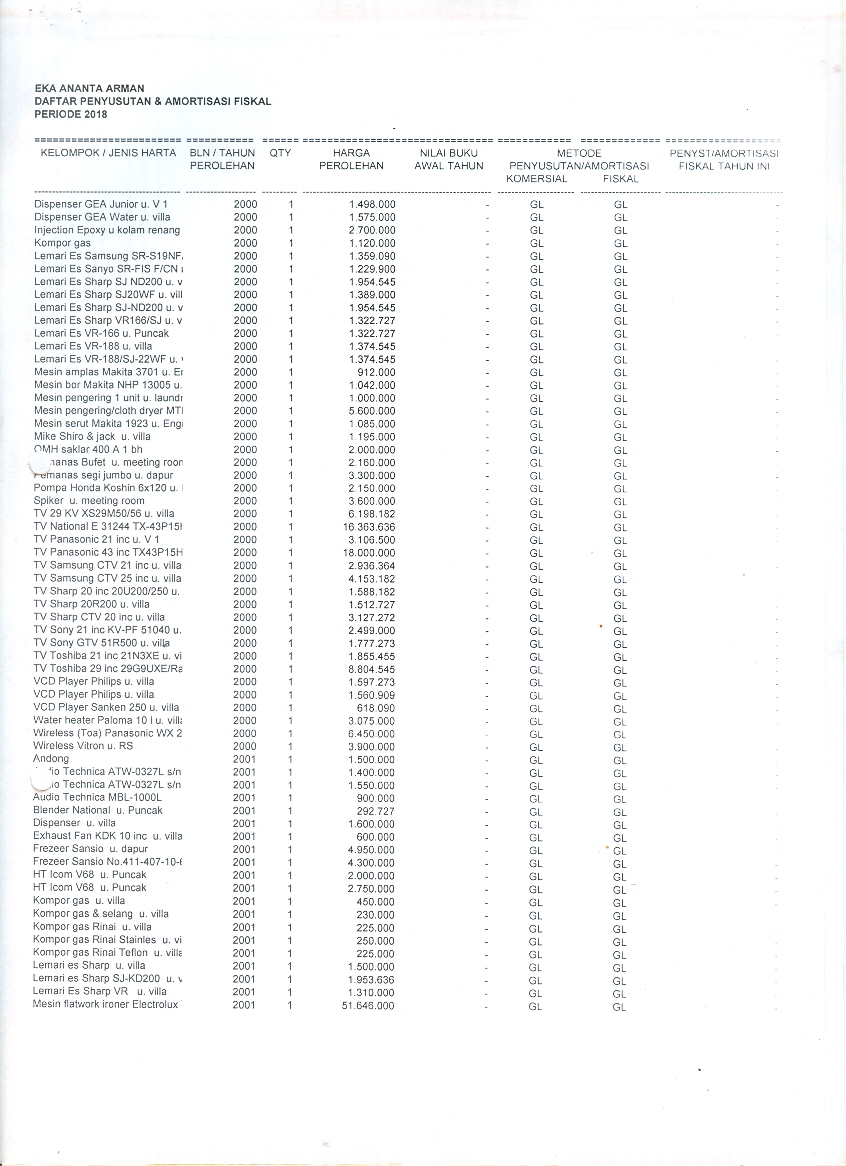 EKA ANANTA ARMAN
DAFTAR PENYUSUTAN & AMORTISASI FISKAL
PERIODE 2018
KELOMPOK / JENIS HARTA BLN / TAHUN QTY HARGA NILAI BUKU METODE PENYST/AMORTISASI
PEROLEHAN PEROLEHAN AWAL TAHUN PENYUSUTAN/AMORTISASI FISKAL TAHUN INI
KOMERSIAL FISKAL
Dispenser GEA Junior u. V 1 2000 1 1.498.000 - GL GL -
Dispenser GEA Water u. villa 2000 1 1.575.000 - GL GL -
Injection Epoxy u kolam renang 2000 1 2.700.000 - GL GL -
Kompor gas 2000 1 1.120.000 - GL GL -
Lemari Es Samsung SR-S19NF 2000 1 1.359.090 - GL GL -
Lemari Es Sanyo SR-FIS F/CN 2000 1 1.229.900 - GL GL -
Lemari Es Sharp SJ ND200 u. v 2000 1 1.954.545 - GL GL -
Lemari Es Sharp SJ20WF u. vill 2000 1 1.389.000 - GL GL -
Lemari Es Sharp SJ-ND200 u. v 2000 1 1.954.545 - GL GL -
Lemari Es Sharp VR166/SJ u. v 2000 1 1.322.727 - GL GL -
Lemari Es VR-166 u. Puncak 2000 1 1.322.727 - GL GL -
Lemari Es VR-188 u. villa 2000 1 1.374.545 - GL GL -
Lemari Es VR-188/SJ-22WF u. 2000 1 1.374.545 - GL GL -
Mesin amplas Makita 3701 u. Er 2000 1 912.000 - GL GL -
Mesin bor Makita NHP 13005 u. 2000 1 1.042.000 - GL GL -
Mesin pengering 1 unit u. laundr 2000 1 1.000.000 - GL GL -
Mesin pengering/cloth dryer MTI 2000 1 5.600.000 - GL GL -
Mesin serut Makita 1923 u. Engi 2000 1 1.085.000 - GL GL -
Mike Shiro & jack u. villa 2000 1 1.195.000 - GL GL -
OMH saklar 400 A 1 bh 2000 1 2.000.000 - GL GL -
anas Bufet u. meeting roon 2000 1 2.160.000 - GL GL -
Pemanas segi jumbo u. dapur 2000 1 3.300.000 - GL GL -
Pompa Honda Koshin 6x120 u. 2000 1 2.150.000 - GL GL -
Spiker u. meeting room 2000 1 3.600.000 - GL GL -
TV 29 KV XS29M50/56 u. villa 2000 1 6.198.182 - GL GL -
TV National E 31244 TX-43P15H 2000 1 16.363.636 - GL GL -
TV Panasonic 21 inc u. V 1 2000 1 3.106.500 - GL GL -
TV Panasonic 43 inc TX43P15H 2000 1 18.000.000 - GL GL -
TV Samsung CTV 21 inc u. villa 2000 1 2.936.364 - GL GL -
TV Samsung CTV 25 inc u. villa 2000 1 4.153.182 - GL GL -
TV Sharp 20 inc 20U200/250 u. 2000 1 1.588.182 - GL GL -
TV Sharp 20R200 u. villa 2000 1 1.512.727 - GL GL -
TV Sharp CTV 20 inc u. villa 2000 1 3.127.272 - GL GL -
TV Sony 21 inc KV-PF 51040 u. 2000 1 2.499.000 - GL GL -
TV Sony GTV 51R500 u. villa 2000 1 1.777.273 - GL GL -
TV Toshiba 21 inc 21N3XE u. vi 2000 1 1.855.455 - GL GL -
TV Toshiba 29 inc 29G9UXE/Ra 2000 1 8.804.545 - GL GL -
VCD Player Philips u. villa 2000 1 1.597.273 - GL GL -
VCD Player Philips u. villa 2000 1 1.560.909 - GL GL -
VCD Player Sanken 250 u. villa 2000 1 618.090 - GL GL -
Water heater Paloma 10 l u. villa 2000 1 3.075.000 - GL GL -
Wireless (Toa) Panasonic WX 2 2000 1 6.450.000 - GL GL -
Wireless Vitron u. RS 2000 1 3.900.000 - GL GL -
Andong 2001 1 1.500.000 - GL GL -
io Technica ATW-0327L s/n 2001 1 1.400.000 - GL GL -
io Technica ATW-0327L s/n 2001 1 1.550.000 - GL GL -
Audio Technica MBL-1000L 2001 1 900.000 - GL GL -
Blender National u. Puncak 2001 1 292.727 - GL GL -
Dispenser u. villa 2001 1 1.600.000 - GL GL -
Exhaust Fan KDK 10 inc u. villa 2001 1 600.000 - GL GL -
Frezeer Sansio u. dapur 2001 1 4.950.000 - GL GL -
Frezeer Sansio No.411-407-10-6 2001 1 4.300.000 - GL GL -
HT Icom V68 u. Puncak 2001 1 2.000.000 - GL GL -
HT Icom V68 u. Puncak 2001 1 2.750.000 - GL GL -
Kompor gas u. villa 2001 1 450.000 - GL GL -
Kompor gas & selang u. villa 2001 1 230.000 - GL GL -
Kompor gas Rinai u. villa 2001 1 225.000 - GL GL -
Kompor gas Rinai Stainles u. vi 2001 1 250.000 - GL GL -
Kompor gas Rinai Teflon u. villa 2001 1 225.000 - GL GL -
Lemari es Sharp u. villa 2001 1 1.500.000 - GL GL -
Lemari es Sharp SJ-KD200 u. v 2001 1 1.953.636 - GL GL -
Lemari Es Sharp VR u. villa 2001 1 1.310.000 - GL GL -
Mesin flatwork ironer Electrolux 2001 1 51.646.000 - GL GL -